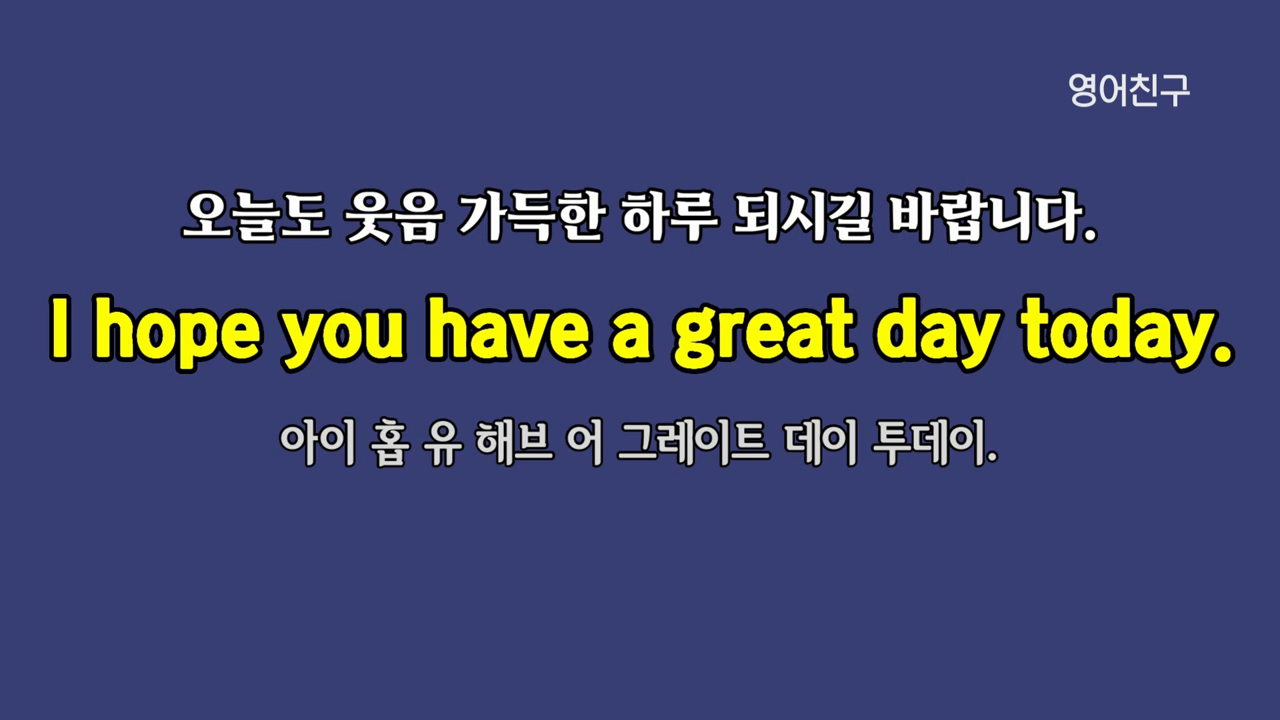 영어친구
오늘도 웃음 가득한 하루 되시길 바랍니다.
I hope you have a great day today.
아이 홉 유 해브 어 그레이트 데이 투데이.